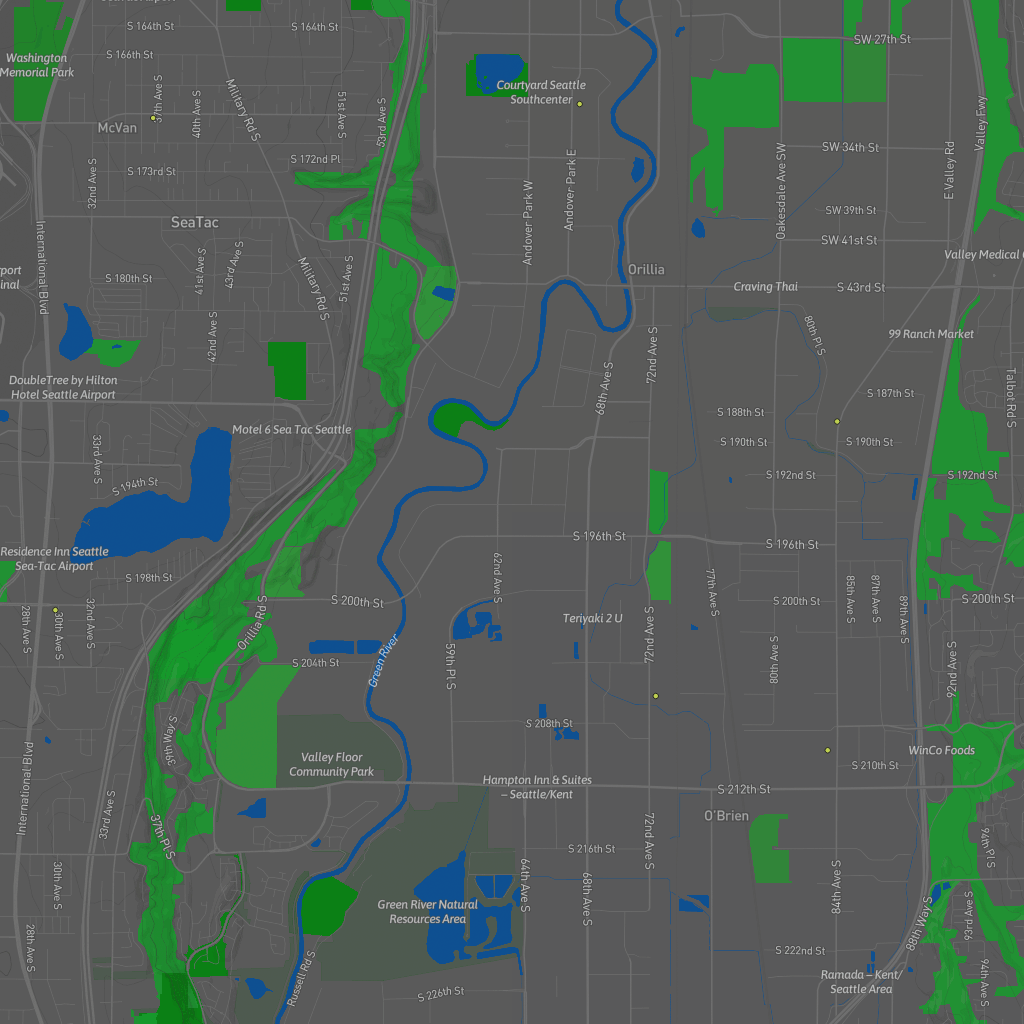 S 164th St
S 164th St
SW 27th St
S 166th St
Washington
Memorial Park
37th Ave S
40th Ave S
Military Rd S
51st Ave S
53rd Ave S
Courtyard Seattle
Southcenter
Valley Fwy
McVan
S 172nd Pl
SW 34th St
E Valley Rd
32nd Ave S
S 173rd St
Andover Park W
Andover Park E
Oakesdale Ave SW
SW 39th St
SeaTac
SW 41st St
International Blvd
41st Ave S
43rd Ave S
Military Rd S
51st Ave S
Valley Medical
S 180th St
Orillia
Craving Thai
S 43rd St
42nd Ave S
72nd Ave S
80th Pl S
99 Ranch Market
DoubleTree by Hilton
Hotel Seattle Airport
68th Ave S
S 187th St
Talbot Rd S
S 188th St
Motel 6 Sea Tac Seattle
33rd Ave S
S 190th St
S 190th St
S 194th St
S 192nd St
S 192nd St
S 196th St
S 196th St
Residence Inn Seattle
Sea-Tac Airport
S 198th St
62nd Ave S
77th Ave S
85th Ave S
87th Ave S
89th Ave S
S 200th St
S 200th St
S 200th St
28th Ave S
30th Ave S
32nd Ave S
Orillia Rd S
Teriyaki 2 U
72nd Ave S
Green River
S 204th St
59th Pl S
80th Ave S
92nd Ave S
S 208th St
39th Way S
Valley Floor
Community Park
WinCo Foods
S 210th St
International Blvd
33rd Ave S
37th Pl S
Hampton Inn & Suites
– Seattle/Kent
S 212th St
O'Brien
72nd Ave S
S 216th St
94th Pl S
30th Ave S
64th Ave S
68th Ave S
84th Ave S
Green River Natural
Resources Area
88th Way S
93rd Ave S
28th Ave S
S 222nd St
Russell Rd S
S 226th St
Ramada – Kent/
Seattle Area
94th Ave S